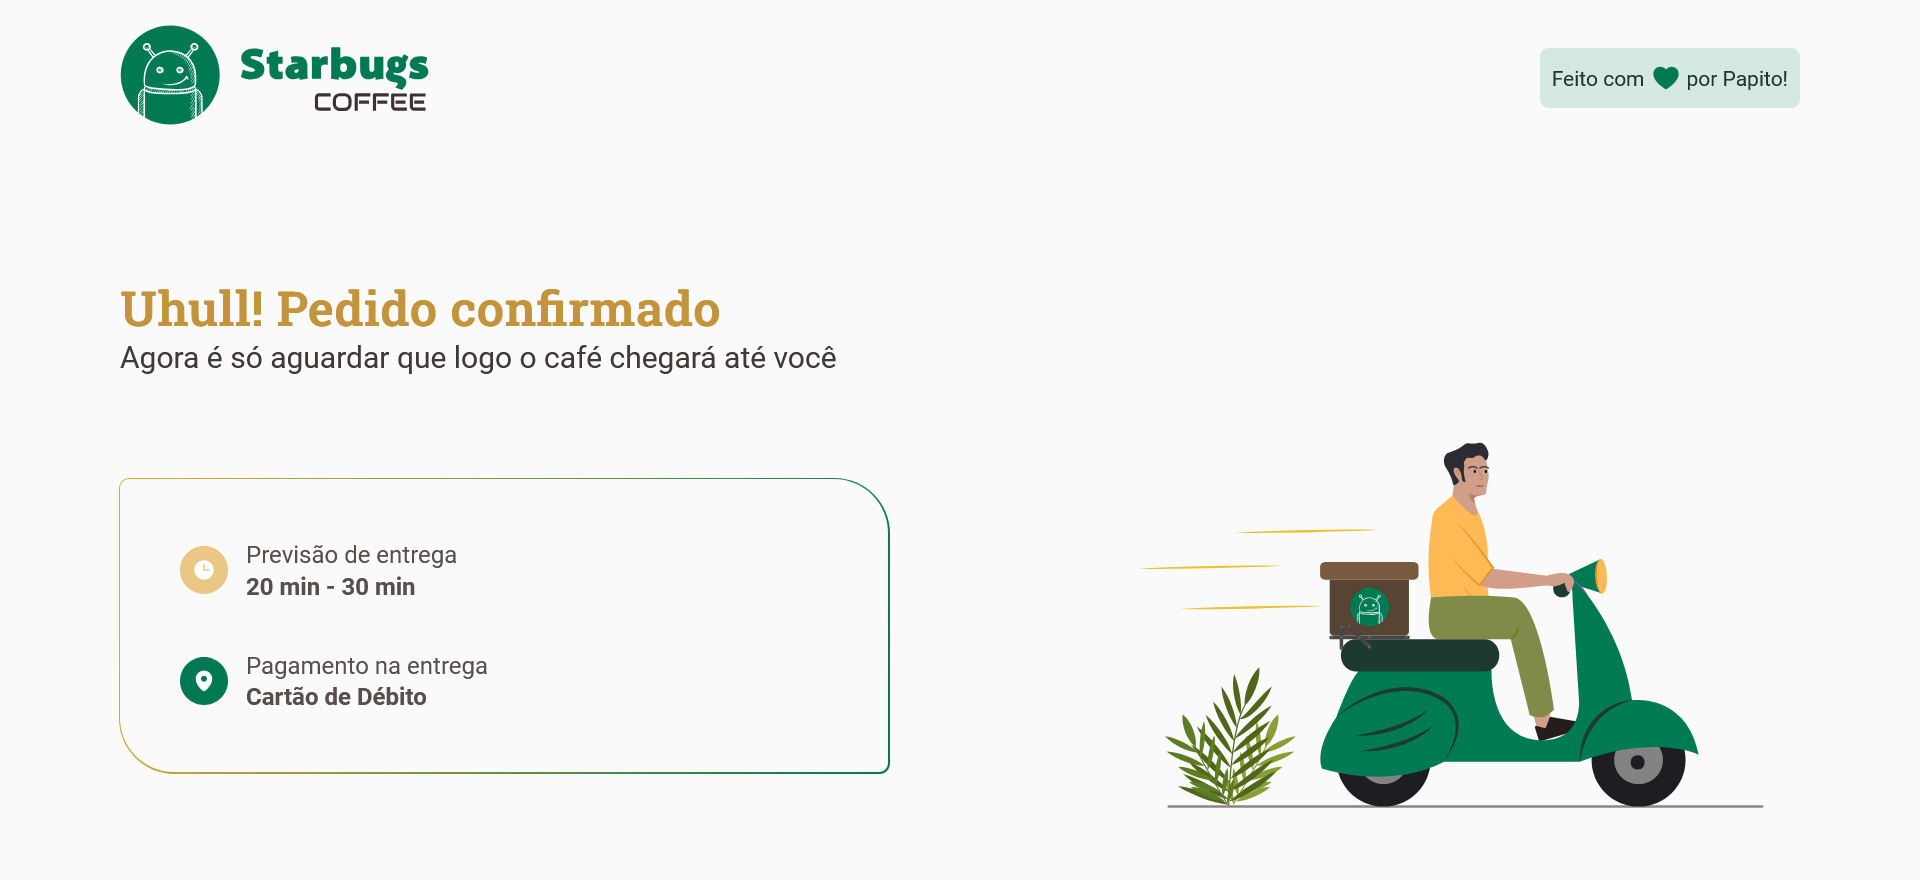 Starbugs
COFFEE
Feito com por Papito!
Uhull! Pedido confirmado
Agora é só aguardar que logo o café chegará até você
Previsão de entrega
20 min - 30 min
Pagamento na entrega
Cartão de Débito